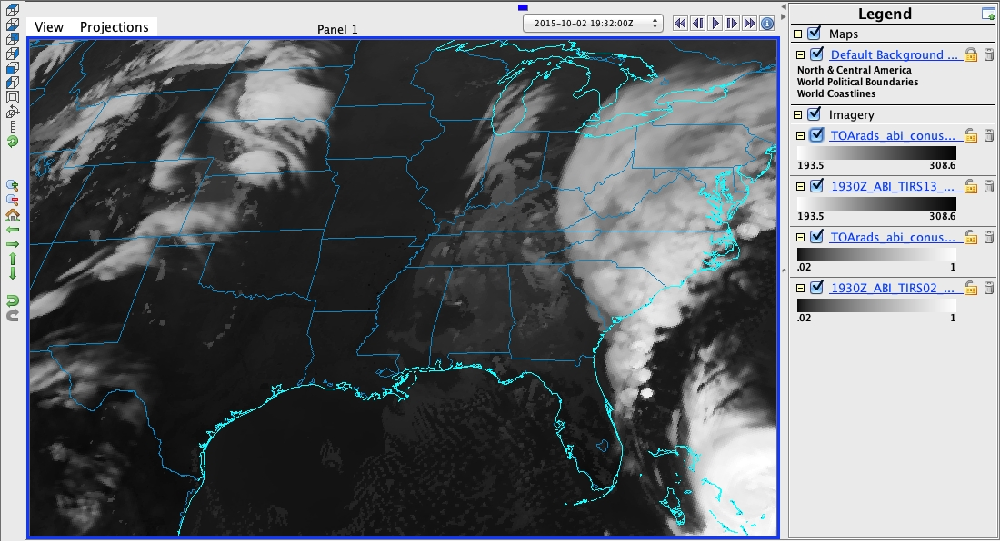 View Projections
Panel 1
2015-10-02 19:32:00Z
Legend
Maps
Default Background ...
North & Central America
World Political Boundaries
World Coastlines
Imagery
TOArads_abi_conus...
193.5 308.6
1930Z_ABI_TIRS13_...
193.5 308.6
TOArads_abi_conus...
.02 1
1930Z_ABI_TIRS02_...
.02 1